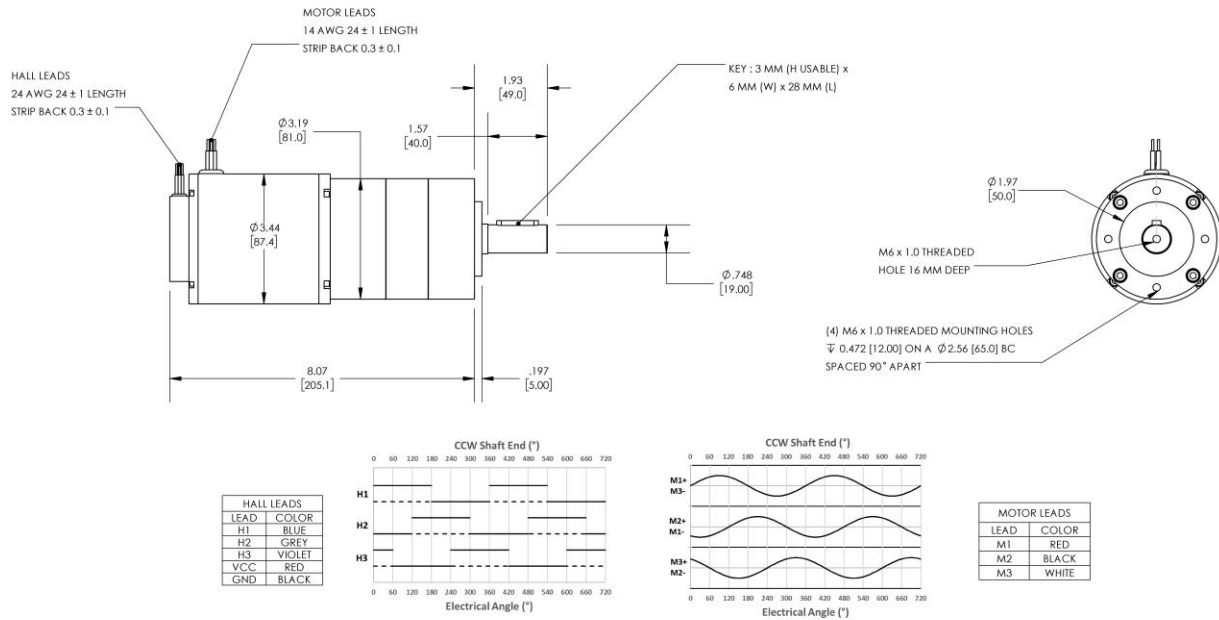 MOTOR LEADS
14 AWG 24 ± 1 LENGTH
STRIP BACK 0.3 ± 0.1
HALL LEADS
24 AWG 24 ± 1 LENGTH
STRIP BACK 0.3 ± 0.1
KEY : 3 MM (H USABLE) x
6 MM (W) x 28 MM (L)
1.93
[49.0]
1.57
[40.0]
Ø3.19
[81.0]
Ø3.44
[87.4]
Ø.748
[19.00]
8.07
[205.1]
.197
[5.00]
Ø1.97
[50.0]
M6 x 1.0 THREADED
HOLE 16 MM DEEP
(4) M6 x 1.0 THREADED MOUNTING HOLES
↧ 0.472 [12.00] ON A Ø2.56 [65.0] BC
SPACED 90° APART
HALL LEADS
LEAD COLOR
H1 BLUE
H2 GREY
H3 VIOLET
VCC RED
GND BLACK
CCW Shaft End (°)
0 60 120 180 240 300 360 420 480 540 600 660 720
H1
H2
H3
0 60 120 180 240 300 360 420 480 540 600 660 720
Electrical Angle (°)
CCW Shaft End (°)
0 60 120 180 240 300 360 420 480 540 600 660 720
M1+
M3-
M2+
M1-
M3+
M2-
0 60 120 180 240 300 360 420 480 540 600 660 720
Electrical Angle (°)
MOTOR LEADS
LEAD COLOR
M1 RED
M2 BLACK
M3 WHITE